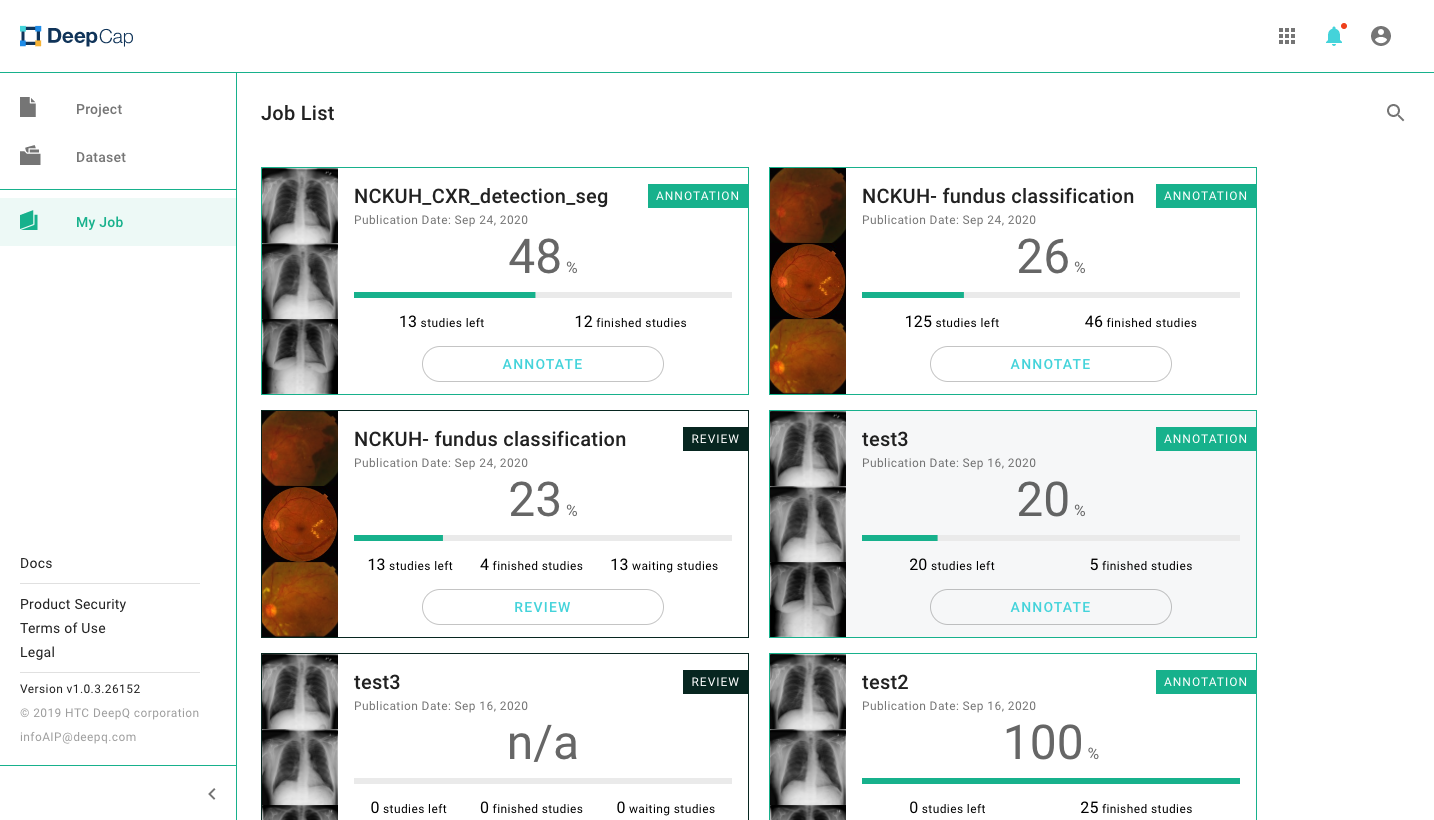 DeepCap
Project
Dataset
My Job
Docs
Product Security
Terms of Use
Legal
Version v1.0.3.26152
© 2019 HTC DeepQ corporation
infoAIP@deepq.com
Job List
NCKUH_CXR_detection_seg
ANNOTATION
Publication Date: Sep 24, 2020
48 %
13 studies left 12 finished studies
ANNOTATE
NCKUH- fundus classification
ANNOTATION
Publication Date: Sep 24, 2020
26 %
125 studies left 46 finished studies
ANNOTATE
NCKUH- fundus classification
REVIEW
Publication Date: Sep 24, 2020
23 %
13 studies left 4 finished studies 13 waiting studies
REVIEW
test3
ANNOTATION
Publication Date: Sep 16, 2020
20 %
20 studies left 5 finished studies
ANNOTATE
test3
REVIEW
Publication Date: Sep 16, 2020
n/a
0 studies left 0 finished studies 0 waiting studies
test2
ANNOTATION
Publication Date: Sep 16, 2020
100 %
0 studies left 25 finished studies